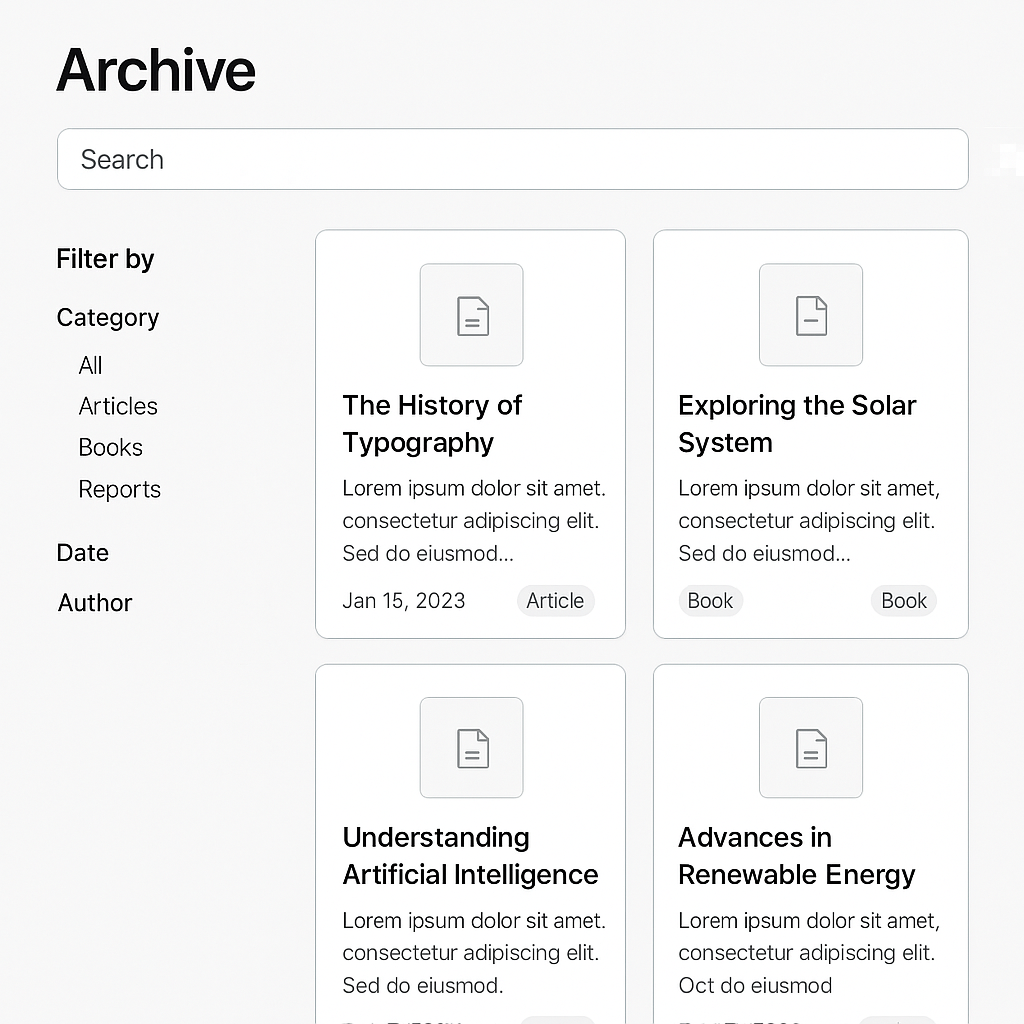 Archive
Search
Filter by
Category
All
Articles
Books
Reports
Date
Author
The History of
Typography
Lorem ipsum dolor sit amet.
consectetur adipiscing elit.
Sed do eiusmod...
Jan 15, 2023
Article
Exploring the Solar
System
Lorem ipsum dolor sit amet,
consectetur adipiscing elit.
Sed do eiusmod...
Book
Book
Understanding
Artificial Intelligence
Lorem ipsum dolor sit amet.
consectetur adipiscing elit.
Sed do eiusmod.
Advances in
Renewable Energy
Lorem ipsum dolor sit amet,
consectetur adipiscing elit.
Oct do eiusmod